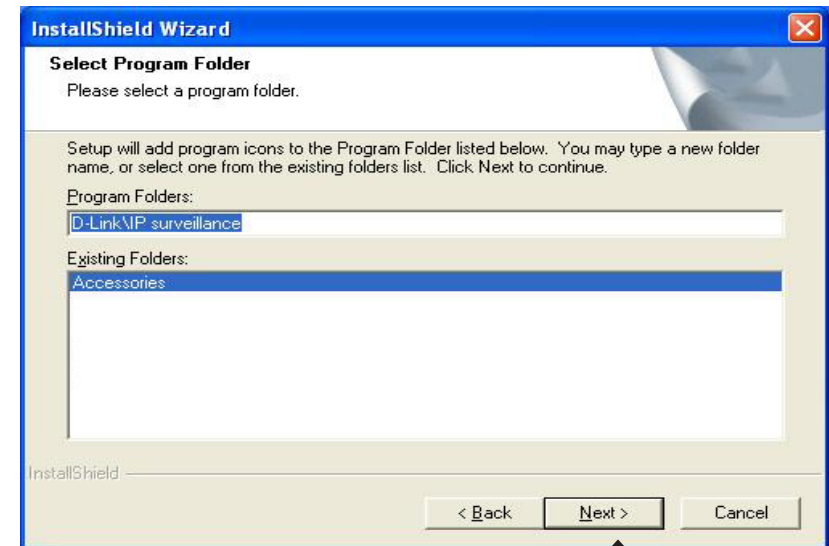 InstallShield Wizard
Select Program Folder
Please select a program folder.
Setup will add program icons to the Program Folder listed below.  You may type a new folder
name, or select one from the existing folders list.  Click Next to continue.
Program Folders:
D-Link\IP surveillance
Existing Folders:
Accessories
InstallShield
< Back Next > Cancel